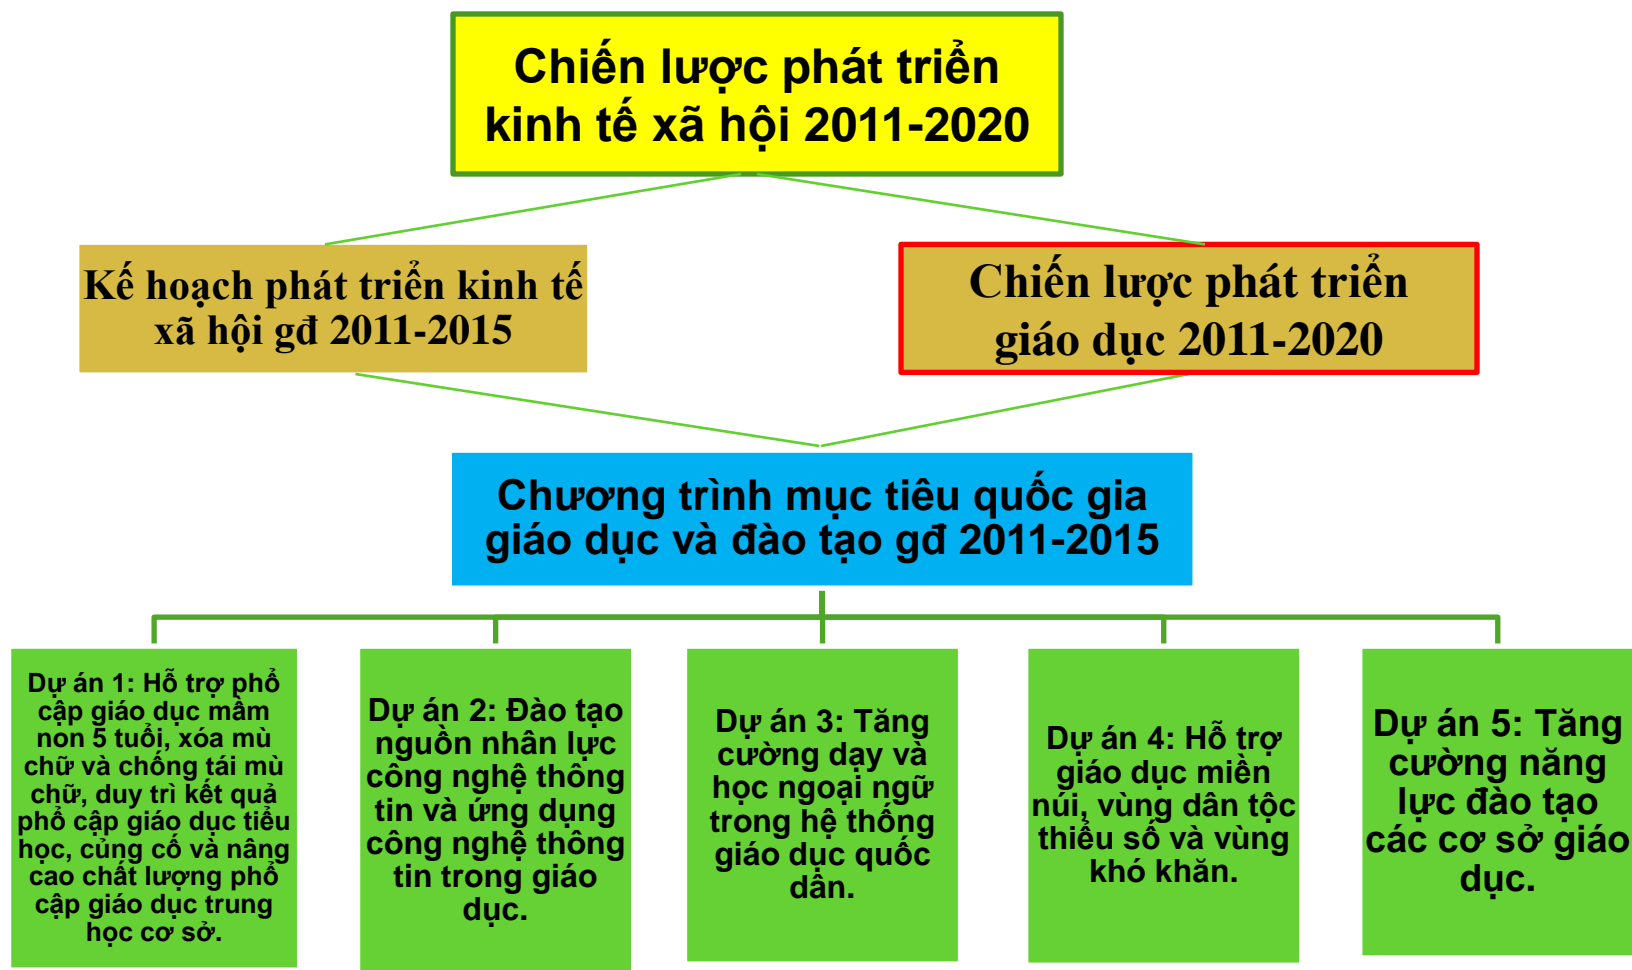 Chiến lược phát triển
kinh tế xã hội 2011-2020
Kế hoạch phát triển kinh tế
xã hội gđ 2011-2015
Chiến lược phát triển
giáo dục 2011-2020
Chương trình mục tiêu quốc gia
giáo dục và đào tạo gđ 2011-2015
Dự án 1: Hỗ trợ phổ
cập giáo dục mầm
non 5 tuổi, xóa mù
chữ và chống tái mù
chữ, duy trì kết quả
phổ cập giáo dục tiểu
học, củng cố và nâng
cao chất lượng phổ
cập giáo dục trung
học cơ sở.
Dự án 2: Đào tạo
nguồn nhân lực
công nghệ thông
tin và ứng dụng
công nghệ thông
tin trong giáo
dục.
Dự án 3: Tăng
cường dạy và
học ngoại ngữ
trong hệ thống
giáo dục quốc
dân.
Dự án 4: Hỗ trợ
giáo dục miền
núi, vùng dân tộc
thiểu số và vùng
khó khăn.
Dự án 5: Tăng
cường năng
lực đào tạo
các cơ sở giáo
dục.